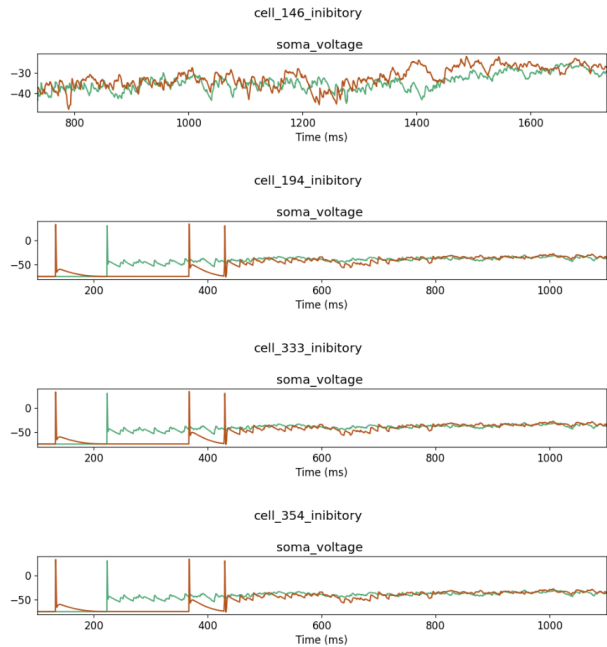 cell_146_inibitory
soma_voltage
−30
−40
800 1000 1200 1400 1600
Time (ms)
cell_194_inibitory
soma_voltage
0
−50
200 400 600 800 1000
Time (ms)
cell_333_inibitory
soma_voltage
0
−50
200 400 600 800 1000
Time (ms)
cell_354_inibitory
soma_voltage
0
−50
200 400 600 800 1000
Time (ms)